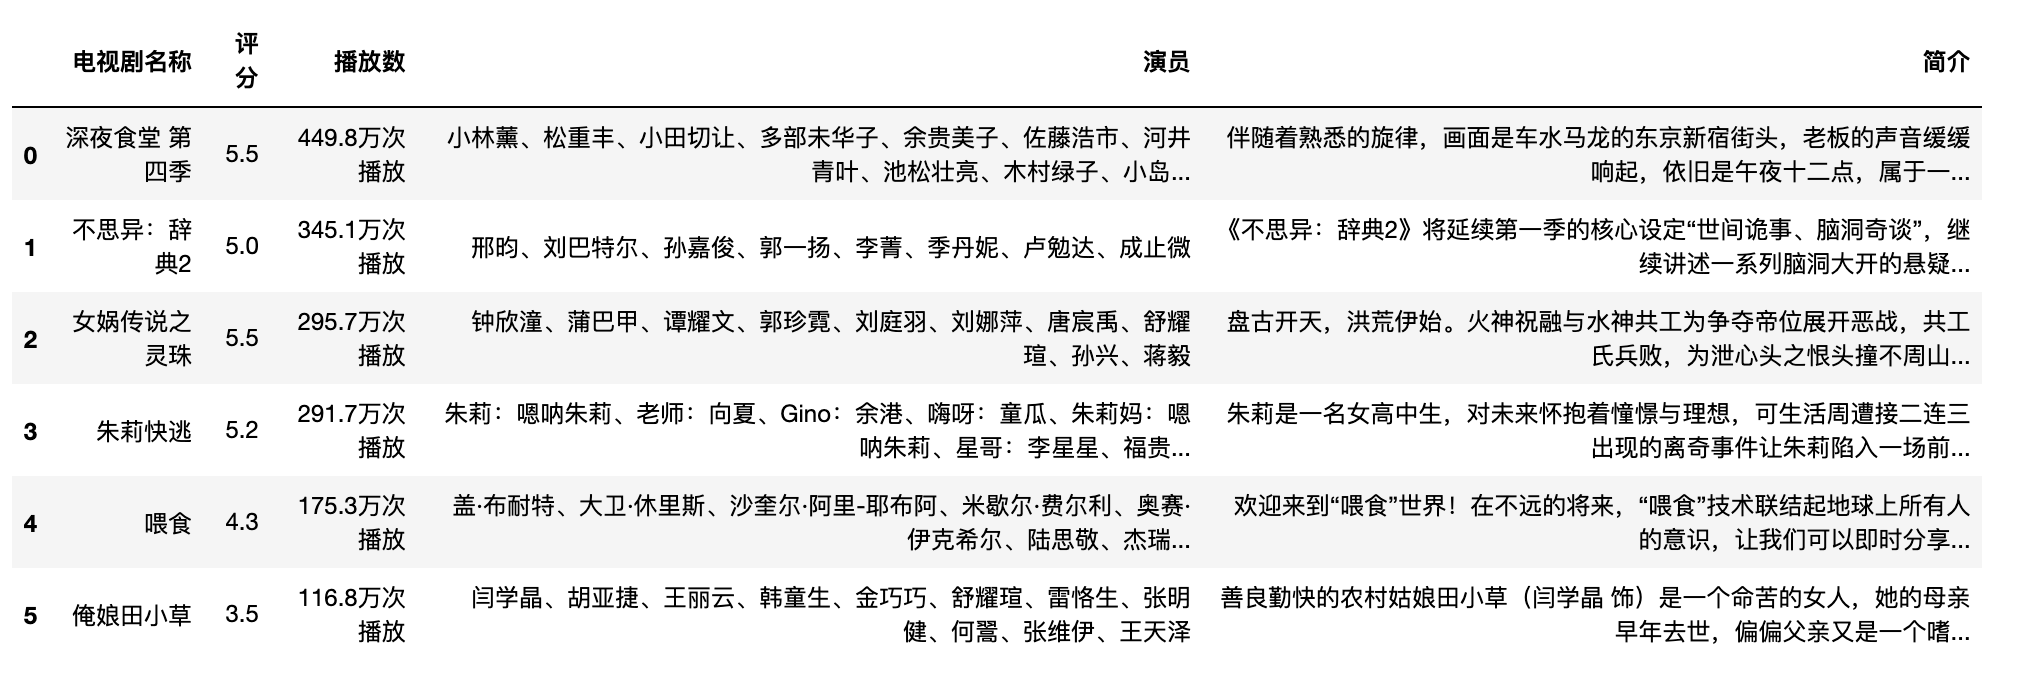 电视剧名称 评分 播放数 演员 简介
0 深夜食堂 第四季 5.5 449.8万次播放 小林薰、松重丰、小田切让、多部未华子、余贵美子、佐藤浩市、河井青叶、池松壮亮、木村绿子、小岛... 伴随着熟悉的旋律，画面是车水马龙的东京新宿街头，老板的声音缓缓响起，依旧是午夜十二点，属于一...
1 不思异：辞典2 5.0 345.1万次播放 邢昀、刘巴特尔、孙嘉俊、郭一扬、李菁、季丹妮、卢勉达、成止微 《不思异：辞典2》将延续第一季的核心设定“世间诡事、脑洞奇谈”，继续讲述一系列脑洞大开的悬疑...
2 女娲传说之灵珠 5.5 295.7万次播放 钟欣潼、蒲巴甲、谭耀文、郭珍霓、刘庭羽、刘娜萍、唐宸禹、舒耀瑄、孙兴、蒋毅 盘古开天，洪荒伊始。火神祝融与水神共工为争夺帝位展开恶战，共工氏兵败，为泄心头之恨头撞不周山...
3 朱莉快逃 5.2 291.7万次播放 朱莉：嗯呐朱莉、老师：向夏、Gino：余港、嗨呀：童瓜、朱莉妈：嗯呐朱莉、星哥：李星星、福贵... 朱莉是一名女高中生，对未来怀抱着憧憬与理想，可生活周遭接二连三出现的离奇事件让朱莉陷入一场前...
4 喂食 4.3 175.3万次播放 盖·布耐特、大卫·休里斯、沙奎尔·阿里-耶布阿、米歇尔·费尔利、奥赛·伊克希尔、陆思敬、杰瑞... 欢迎来到“喂食”世界！在不远的将来，“喂食”技术联结起地球上所有人的意识，让我们可以即时分享...
5 俺娘田小草 3.5 116.8万次播放 闫学晶、胡亚捷、王丽云、韩童生、金巧巧、舒耀瑄、雷恪生、张明健、何鸳、张维伊、王天泽 善良勤快的农村姑娘田小草（闫学晶 饰）是一个命苦的女人，她的母亲早年去世，偏偏父亲又是一个嗜...